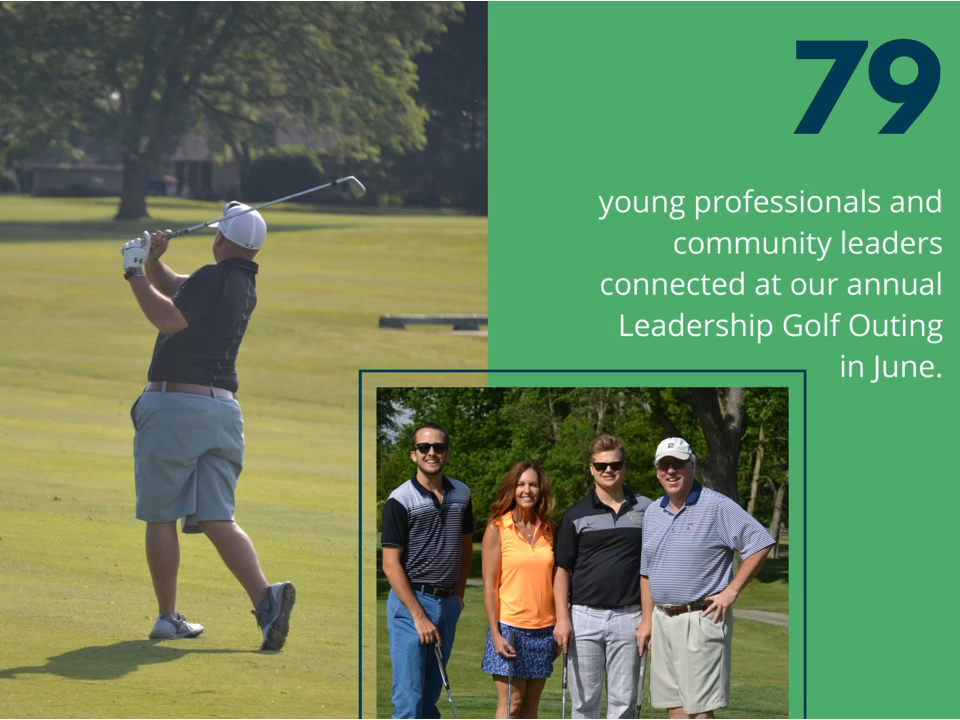 79
young professionals and
community leaders
connected at our annual
Leadership Golf Outing
in June.